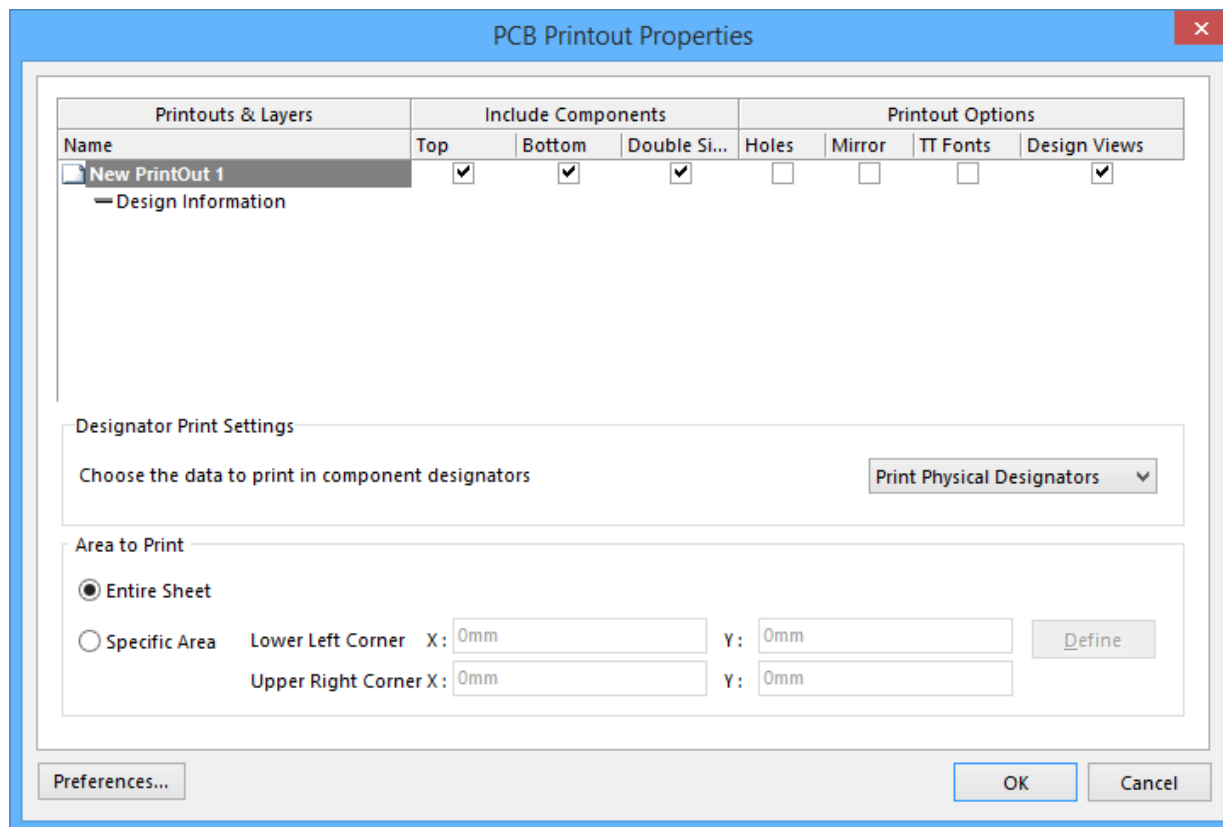 PCB Printout Properties
Printouts & Layers Include Components Printout Options
Name Top Bottom Double Si... Holes Mirror TT Fonts Design Views
New PrintOut 1
Design Information
Designator Print Settings
Choose the data to print in component designators Print Physical Designators
Area to Print
Entire Sheet
Specific Area Lower Left Corner X : 0mm Y : 0mm Define
Upper Right Corner X : 0mm Y : 0mm
Preferences... OK Cancel